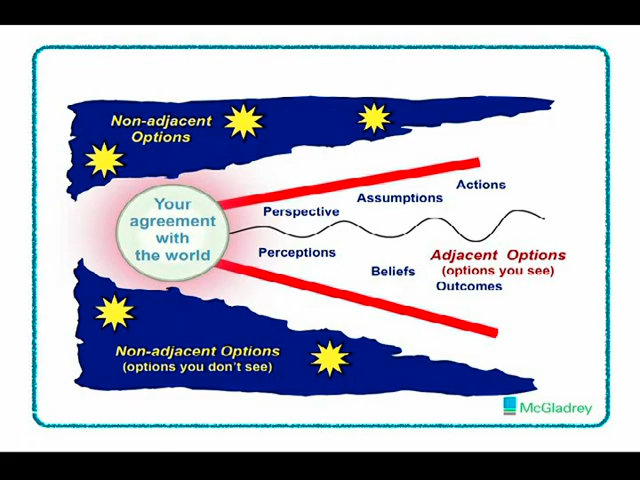 Non-adjacent
Options
Your
agreement
with
the world
Perspective
Assumptions
Actions
Perceptions
Beliefs
Adjacent Options
(options you see)
Outcomes
Non-adjacent Options
(options you don't see)
McGladrey